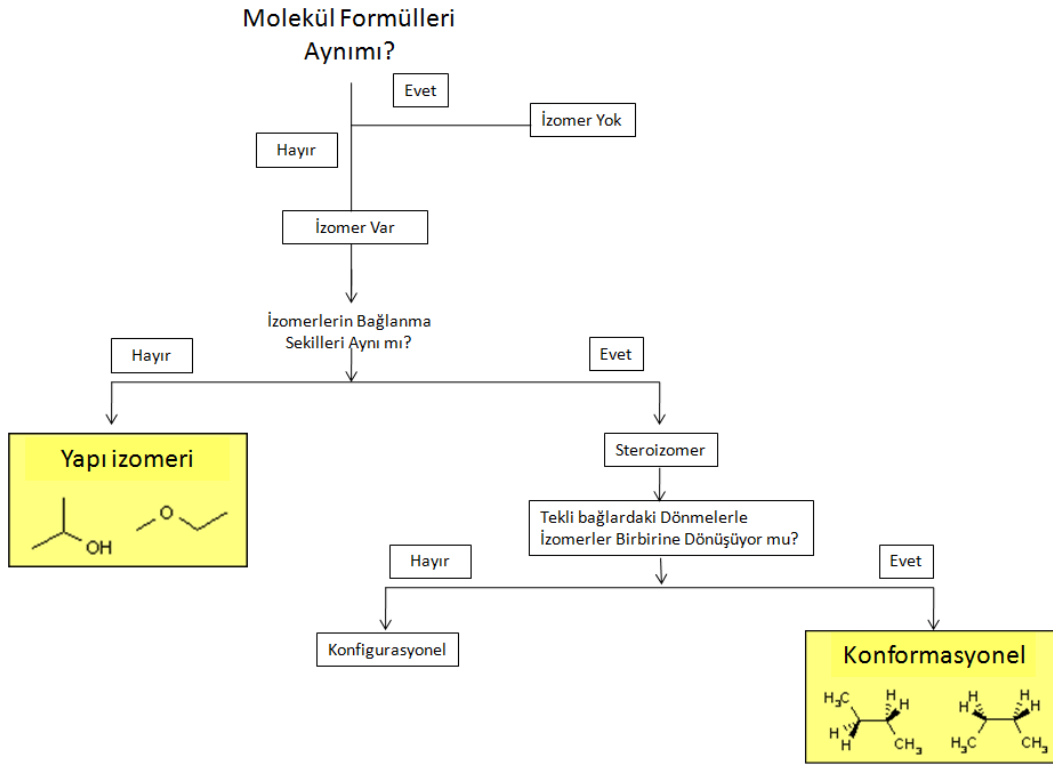 Molekül Formülleri
Aynımı?
Evet
İzomer Yok
Hayır
İzomer Var
İzomerlerin Bağlanma
Sekilleri Aynı mı?
Hayır
Evet
Yapı izomeri
O
OH
Steroizomer
Tekli bağlardaki Dönmelerle
İzomerler Birbirine Dönüşüyor mu?
Hayır
Evet
Konfigurasyonel
Konformasyonel
H₃C H H
H H CH₃
H H H H
H₃C CH₃